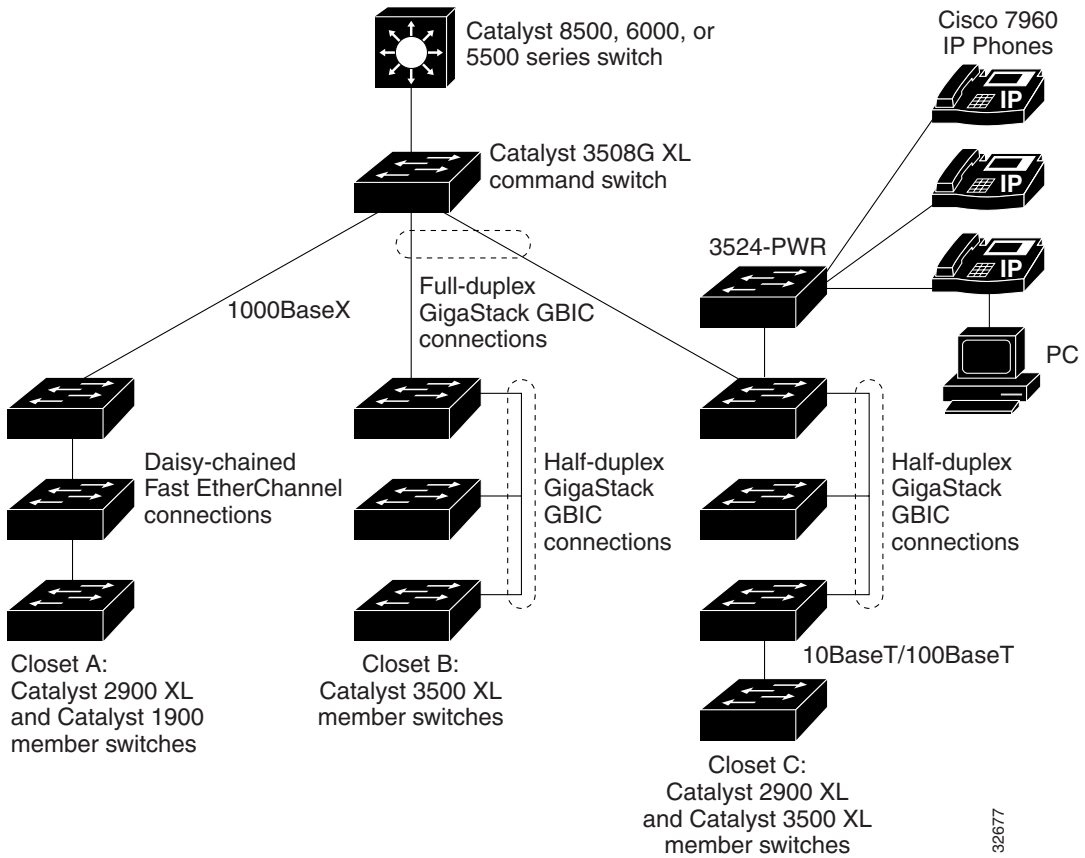 Catalyst 8500, 6000, or
5500 series switch
Cisco 7960
IP Phones
IP
Catalyst 3508G XL
command switch
IP
3524-PWR
IP
1000BaseX
Full-duplex
GigaStack GBIC
connections
PC
Daisy-chained
Fast EtherChannel
connections
Half-duplex
GigaStack
GBIC
connections
Half-duplex
GigaStack
GBIC
connections
10BaseT/100BaseT
Closet A:
Catalyst 2900 XL
and Catalyst 1900
member switches
Closet B:
Catalyst 3500 XL
member switches
Closet C:
Catalyst 2900 XL
and Catalyst 3500 XL
member switches
32677